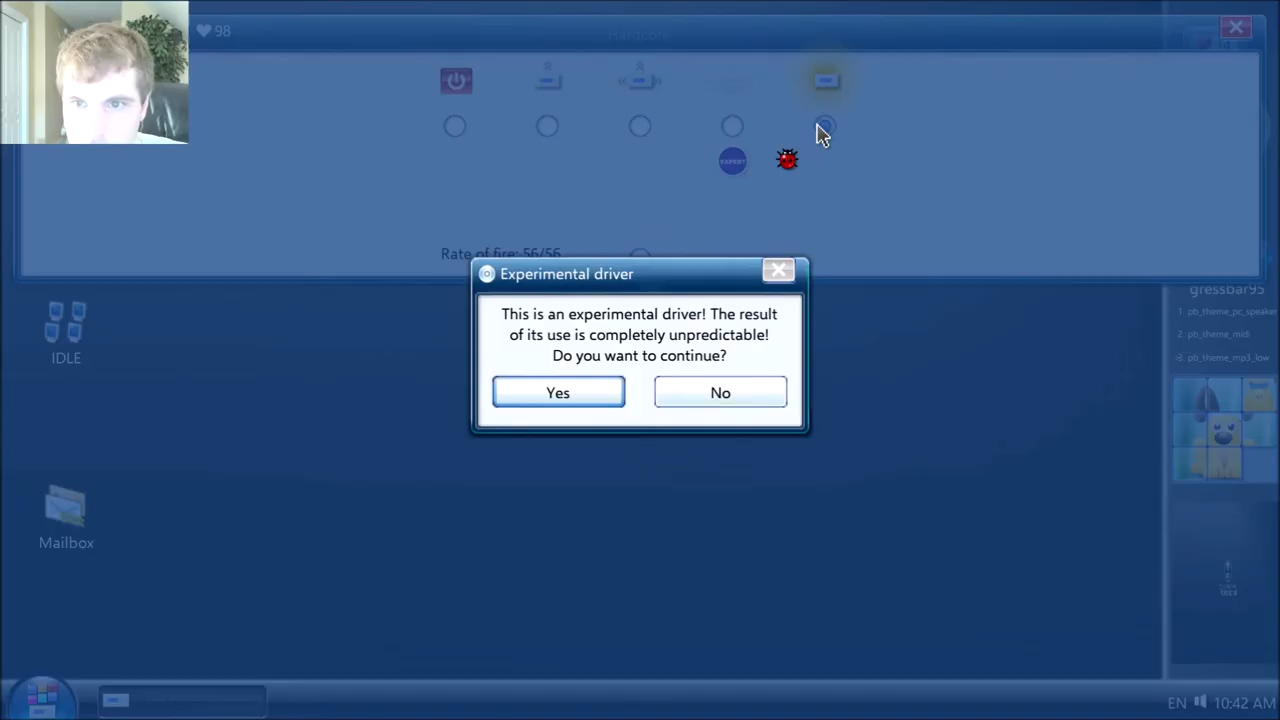 98
Hardcore
EXPERT
Rate of fire: 56/56
Experimental driver
This is an experimental driver! The result
of its use is completely unpredictable!
Do you want to continue?
Yes
No
gressbar95
1. pb_theme_pc_speaker
2. pb_theme_midi
3. pb_theme_mp3_low
IDLE
Mailbox
EN 10:42 AM